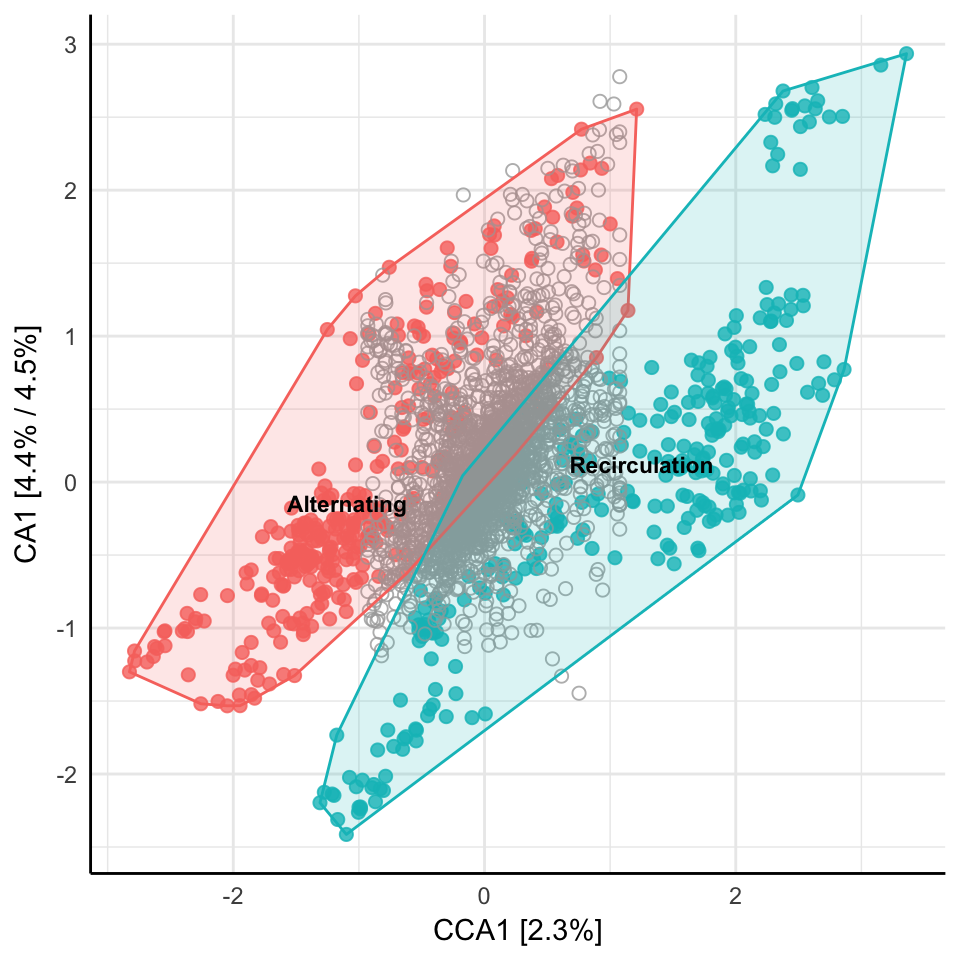 3
2
1
0
-1
-2
CA1 [4.4% / 4.5%]
Recirculation
Alternating
-2
0
2
CCA1 [2.3%]